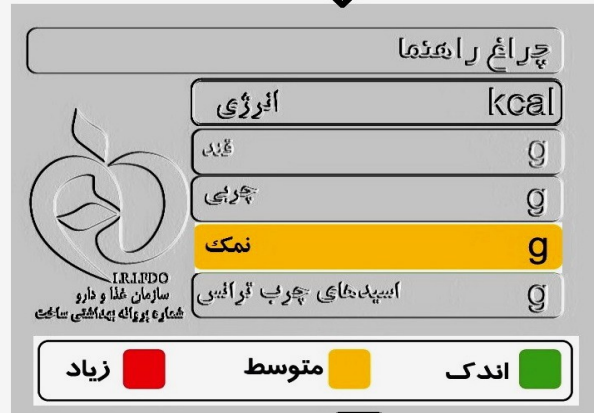 چراغ راهنما
انرژی kcal
قند g
چربی g
نمک g
اسیدهای چرب ترانس g
I.R.I.FDO
سازمان غذا و دارو
شماره پروانه بهداشتی ساخت
اندک متوسط زیاد